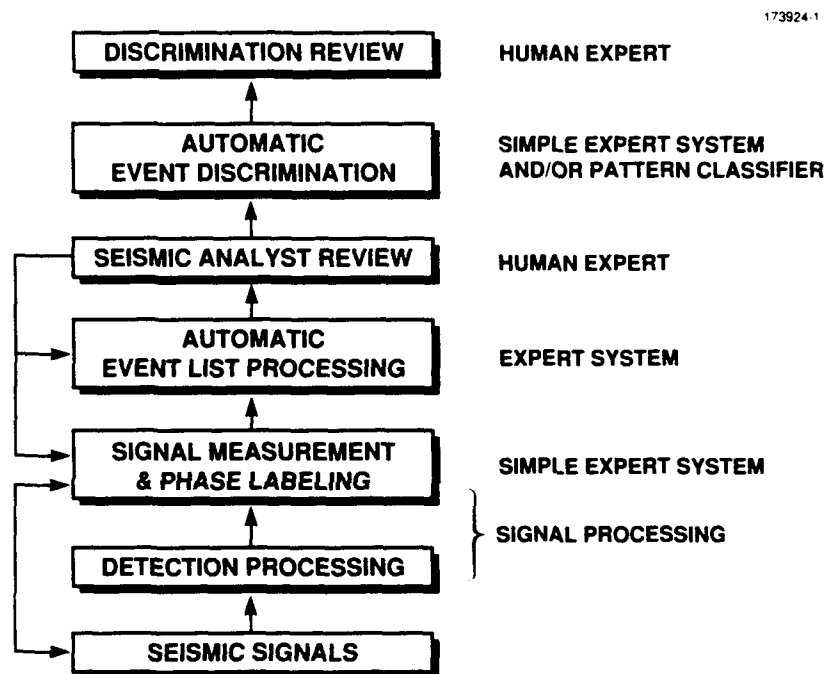 173924-1
DISCRIMINATION REVIEW
HUMAN EXPERT
AUTOMATIC
EVENT DISCRIMINATION
SIMPLE EXPERT SYSTEM
AND/OR PATTERN CLASSIFIER
SEISMIC ANALYST REVIEW
HUMAN EXPERT
AUTOMATIC
EVENT LIST PROCESSING
EXPERT SYSTEM
SIGNAL MEASUREMENT
& PHASE LABELING
SIMPLE EXPERT SYSTEM
SIGNAL PROCESSING
DETECTION PROCESSING
SEISMIC SIGNALS